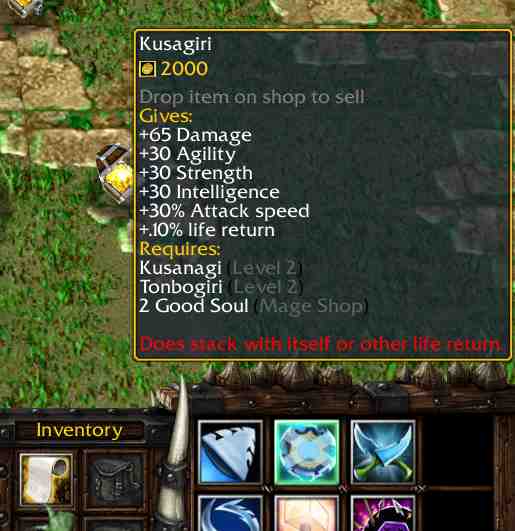 Kusagiri
2000
Drop item on shop to sell
Gives:
+65 Damage
+30 Agility
+30 Strength
+30 Intelligence
+30% Attack speed
+.10% life return
Requires:
Kusanagi (Level 2)
Tonbogiri (Level 2)
2 Good Soul (Mage Shop)
Does stack with itself or other life return.
Inventory